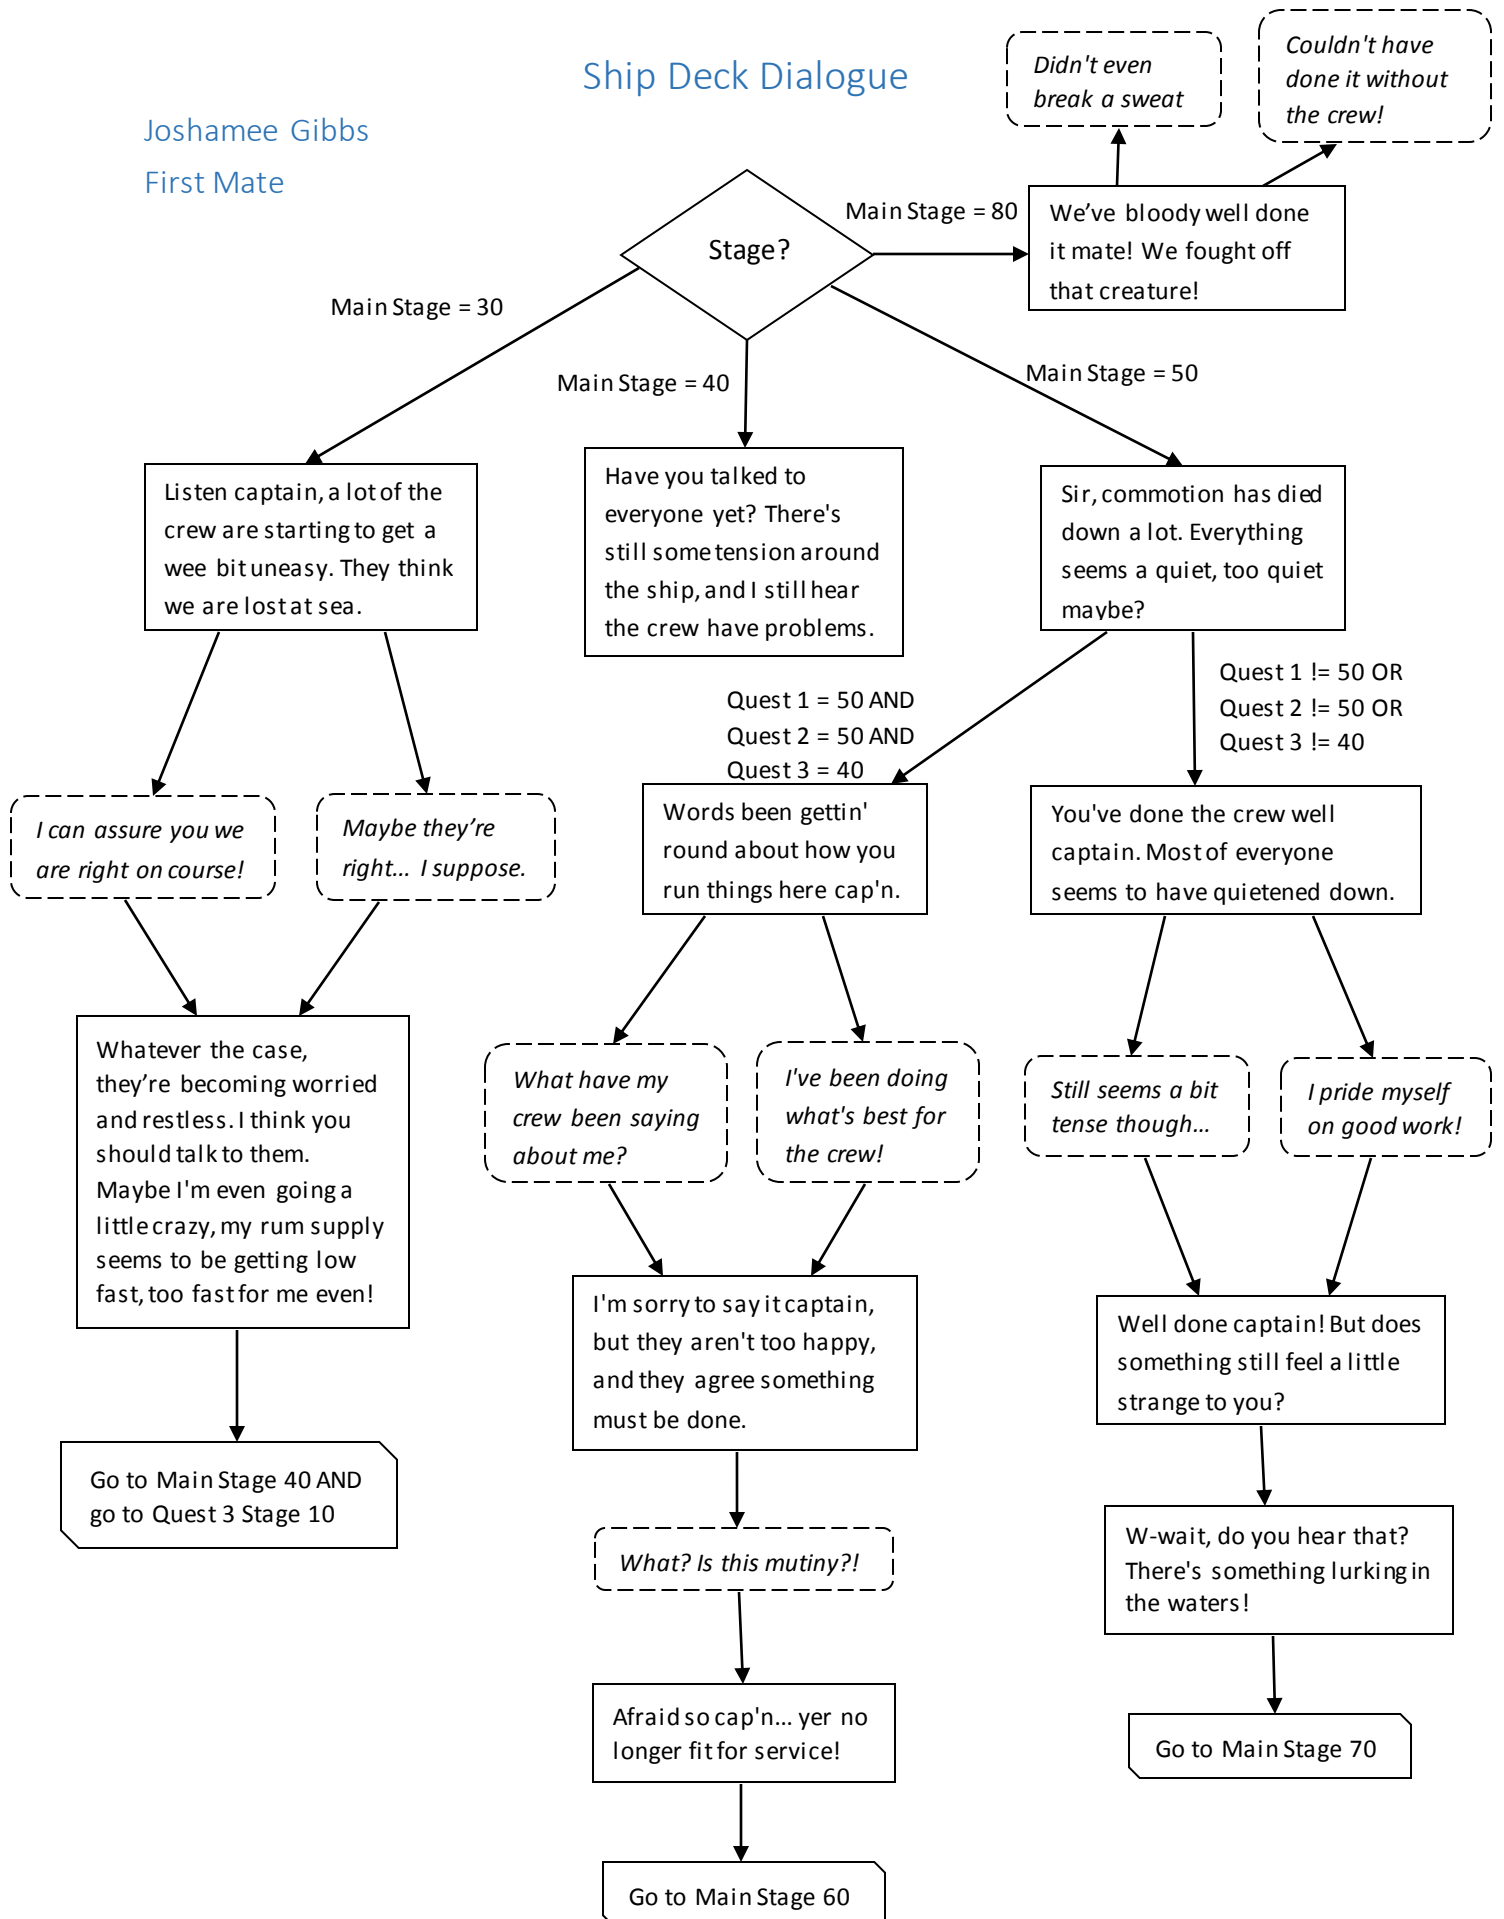 Ship Deck Dialogue
Joshamee Gibbs
First Mate
Didn't even
break a sweat
Couldn't have
done it without
the crew!
Stage?
Main Stage = 80
We’ve bloody well done
it mate! We fought off
that creature!
Main Stage = 30
Main Stage = 40
Main Stage = 50
Listen captain, a lot of the
crew are starting to get a
wee bit uneasy. They think
we are lost at sea.
Have you talked to
everyone yet? There's
still some tension around
the ship, and I still hear
the crew have problems.
Sir, commotion has died
down a lot. Everything
seems a quiet, too quiet
maybe?
Quest 1 = 50 AND
Quest 2 = 50 AND
Quest 3 = 40
Quest 1 != 50 OR
Quest 2 != 50 OR
Quest 3 != 40
I can assure you we
are right on course!
Maybe they’re
right... I suppose.
Words been gettin'
round about how you
run things here cap'n.
You've done the crew well
captain. Most of everyone
seems to have quietened down.
Whatever the case,
they’re becoming worried
and restless. I think you
should talk to them.
Maybe I'm even going a
little crazy, my rum supply
seems to be getting low
fast, too fast for me even!
What have my
crew been saying
about me?
I've been doing
what's best for
the crew!
Still seems a bit
tense though...
I pride myself
on good work!
I'm sorry to say it captain,
but they aren't too happy,
and they agree something
must be done.
Well done captain! But does
something still feel a little
strange to you?
Go to Main Stage 40 AND
go to Quest 3 Stage 10
What? Is this mutiny?!
W-wait, do you hear that?
There's something lurking in
the waters!
Afraid so cap'n... yer no
longer fit for service!
Go to Main Stage 70
Go to Main Stage 60